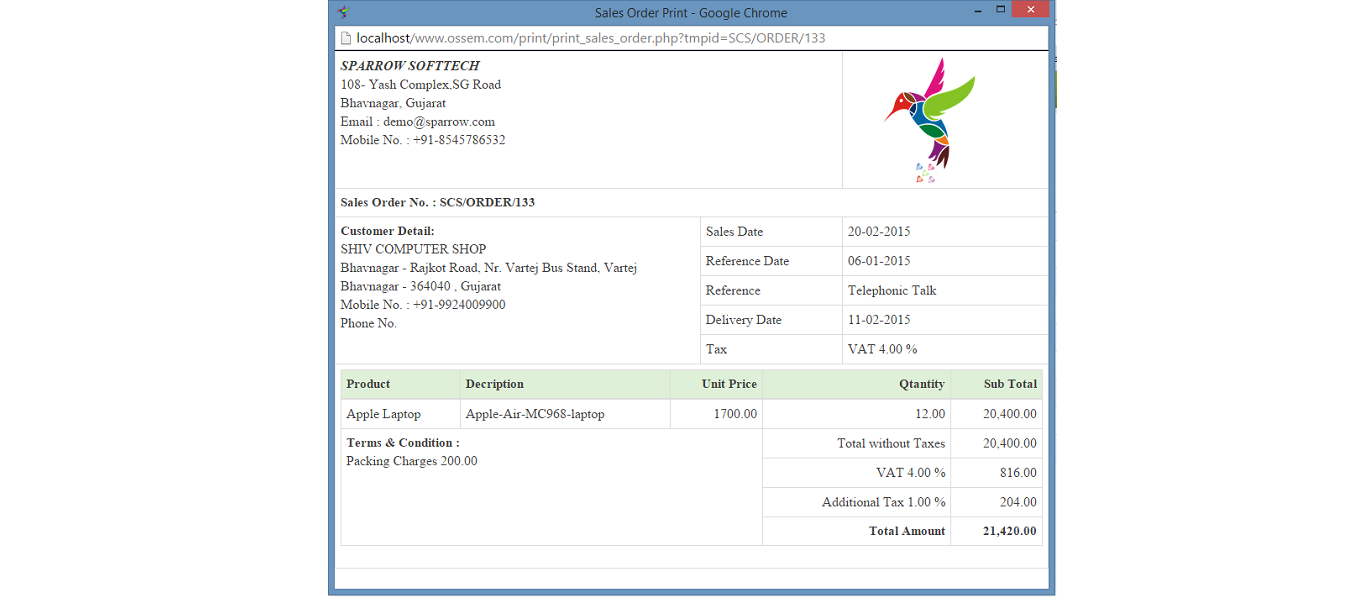 Sales Order Print - Google Chrome
localhost/www.ossem.com/print/print_sales_order.php?tmpid=SCS/ORDER/133
SPARROW SOFTTECH
108- Yash Complex,SG Road
Bhavnagar, Gujarat
Email : demo@sparrow.com
Mobile No. : +91-8545786532
Sales Order No. : SCS/ORDER/133
Customer Detail:
SHIV COMPUTER SHOP
Bhavnagar - Rajkot Road, Nr. Vartej Bus Stand, Vartej
Bhavnagar - 364040 , Gujarat
Mobile No. : +91-9924009900
Phone No.
Sales Date 20-02-2015
Reference Date 06-01-2015
Reference Telephonic Talk
Delivery Date 11-02-2015
Tax VAT 4.00 %
Product Decription Unit Price Qtantity Sub Total
Apple Laptop Apple-Air-MC968-laptop 1700.00 12.00 20,400.00
Terms & Condition :
Packing Charges 200.00
Total without Taxes 20,400.00
VAT 4.00 % 816.00
Additional Tax 1.00 % 204.00
Total Amount 21,420.00